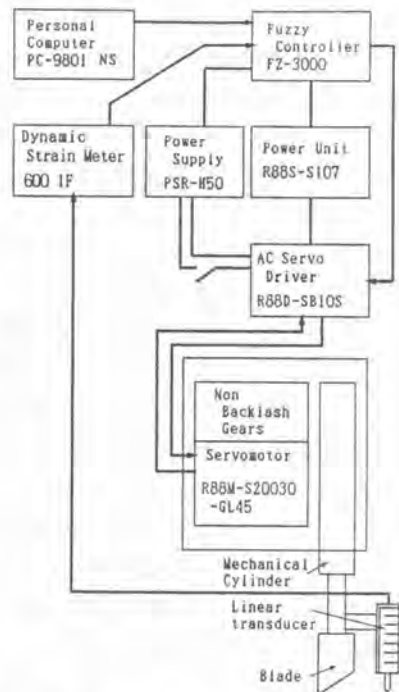 Personal
Computer
PC-9801 NS
Fuzzy
Controller
FZ-3000
Dynamic
Strain Meter
600 1F
Power
Supply
PSR-M50
Power Unit
R88S-S107
AC Servo
Driver
R88D-SB10S
Non
Backlash
Gears
Servomotor
R88M-S20030
-GL45
Mechanical
Cylinder
Linear
transducer
Blade